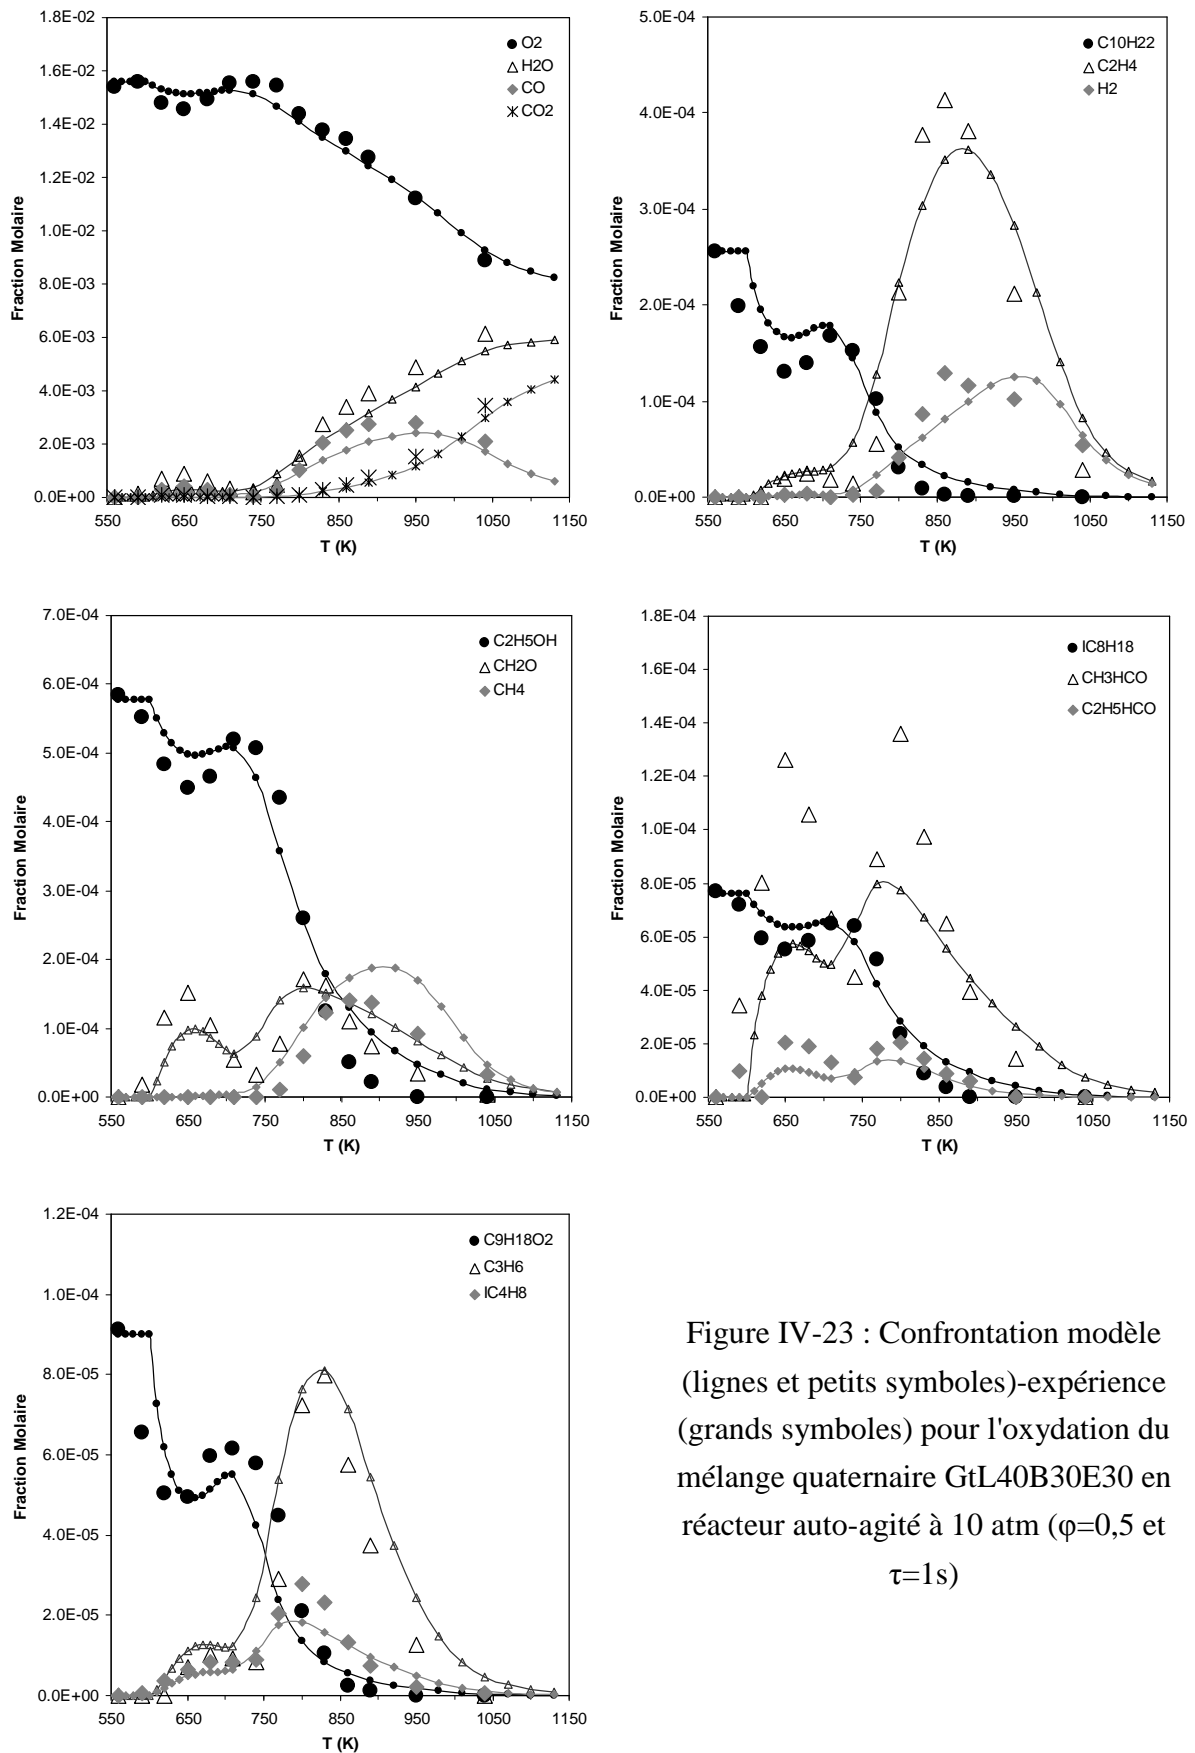 1.8E-02
1.6E-02
1.4E-02
1.2E-02
1.0E-02
8.0E-03
6.0E-03
4.0E-03
2.0E-03
0.0E+00
Fraction Molaire
550 650 750 850 950 1050 1150
T (K)
O2
H2O
CO
CO2
5.0E-04
4.0E-04
3.0E-04
2.0E-04
1.0E-04
0.0E+00
Fraction Molaire
550 650 750 850 950 1050 1150
T (K)
C10H22
C2H4
H2
7.0E-04
6.0E-04
5.0E-04
4.0E-04
3.0E-04
2.0E-04
1.0E-04
0.0E+00
Fraction Molaire
550 650 750 850 950 1050 1150
T (K)
C2H5OH
CH2O
CH4
1.8E-04
1.6E-04
1.4E-04
1.2E-04
1.0E-04
8.0E-05
6.0E-05
4.0E-05
2.0E-05
0.0E+00
Fraction Molaire
550 650 750 850 950 1050 1150
T (K)
IC8H18
CH3HCO
C2H5HCO
1.2E-04
1.0E-04
8.0E-05
6.0E-05
4.0E-05
2.0E-05
0.0E+00
Fraction Molaire
550 650 750 850 950 1050 1150
T (K)
C9H18O2
C3H6
IC4H8
Figure IV-23 : Confrontation modèle
(lignes et petits symboles)-expérience
(grands symboles) pour l'oxydation du
mélange quaternaire GtL40B30E30 en
réacteur auto-agité à 10 atm (φ=0,5 et
τ=1s)